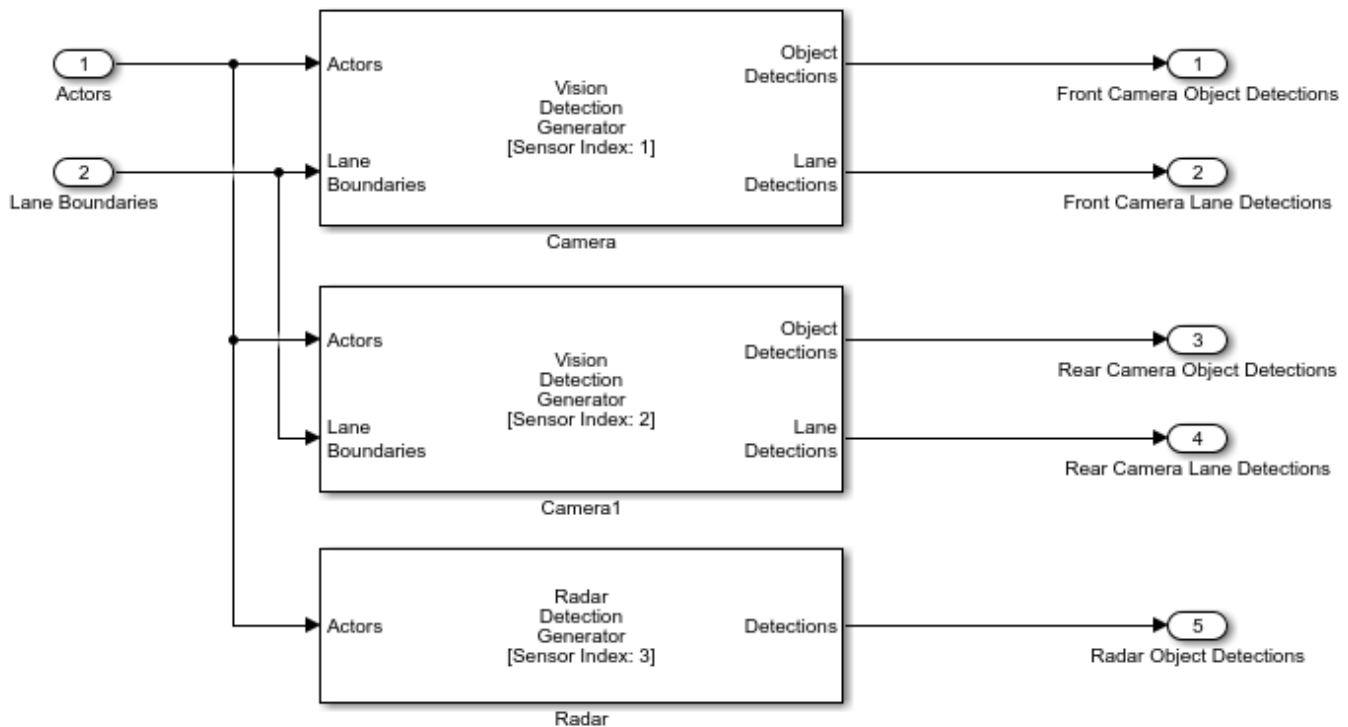 1
Actors
2
Lane Boundaries
Actors
Lane
Boundaries
Vision
Detection
Generator
[Sensor Index: 1]
Object
Detections
Lane
Detections
Camera
1
Front Camera Object Detections
2
Front Camera Lane Detections
Actors
Lane
Boundaries
Vision
Detection
Generator
[Sensor Index: 2]
Object
Detections
Lane
Detections
Camera1
3
Rear Camera Object Detections
4
Rear Camera Lane Detections
Actors
Radar
Detection
Generator
[Sensor Index: 3]
Detections
Radar
5
Radar Object Detections